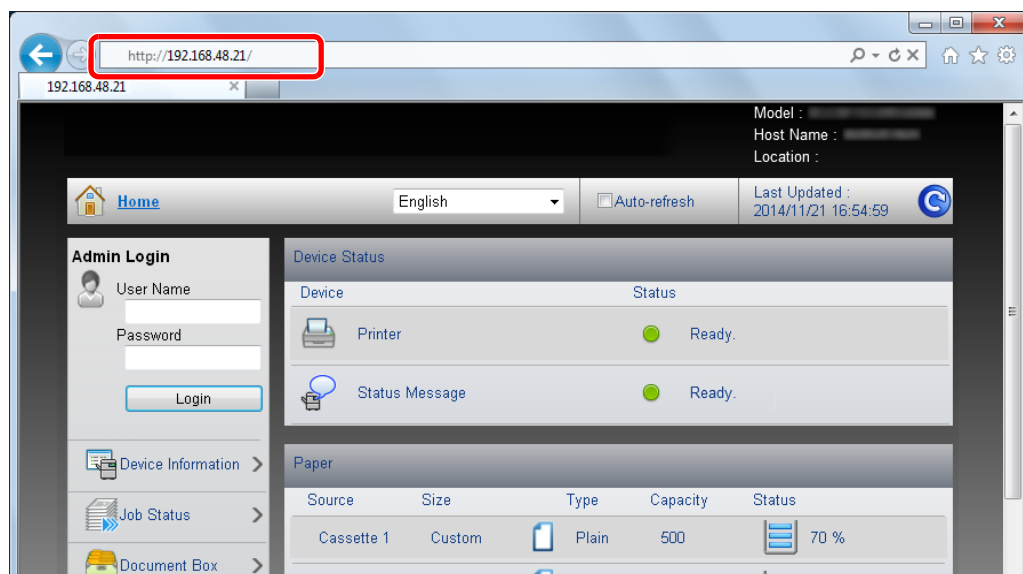 http://192.168.48.21/
192.168.48.21
Model :
Host Name :
Location :
Home
English
Auto-refresh
Last Updated :
2014/11/21 16:54:59
Admin Login
User Name
Password
Login
Device Information
Job Status
Document Box
Device Status
Device Status
Printer Ready.
Status Message Ready.
Paper
Source Size Type Capacity Status
Cassette 1 Custom Plain 500 70 %